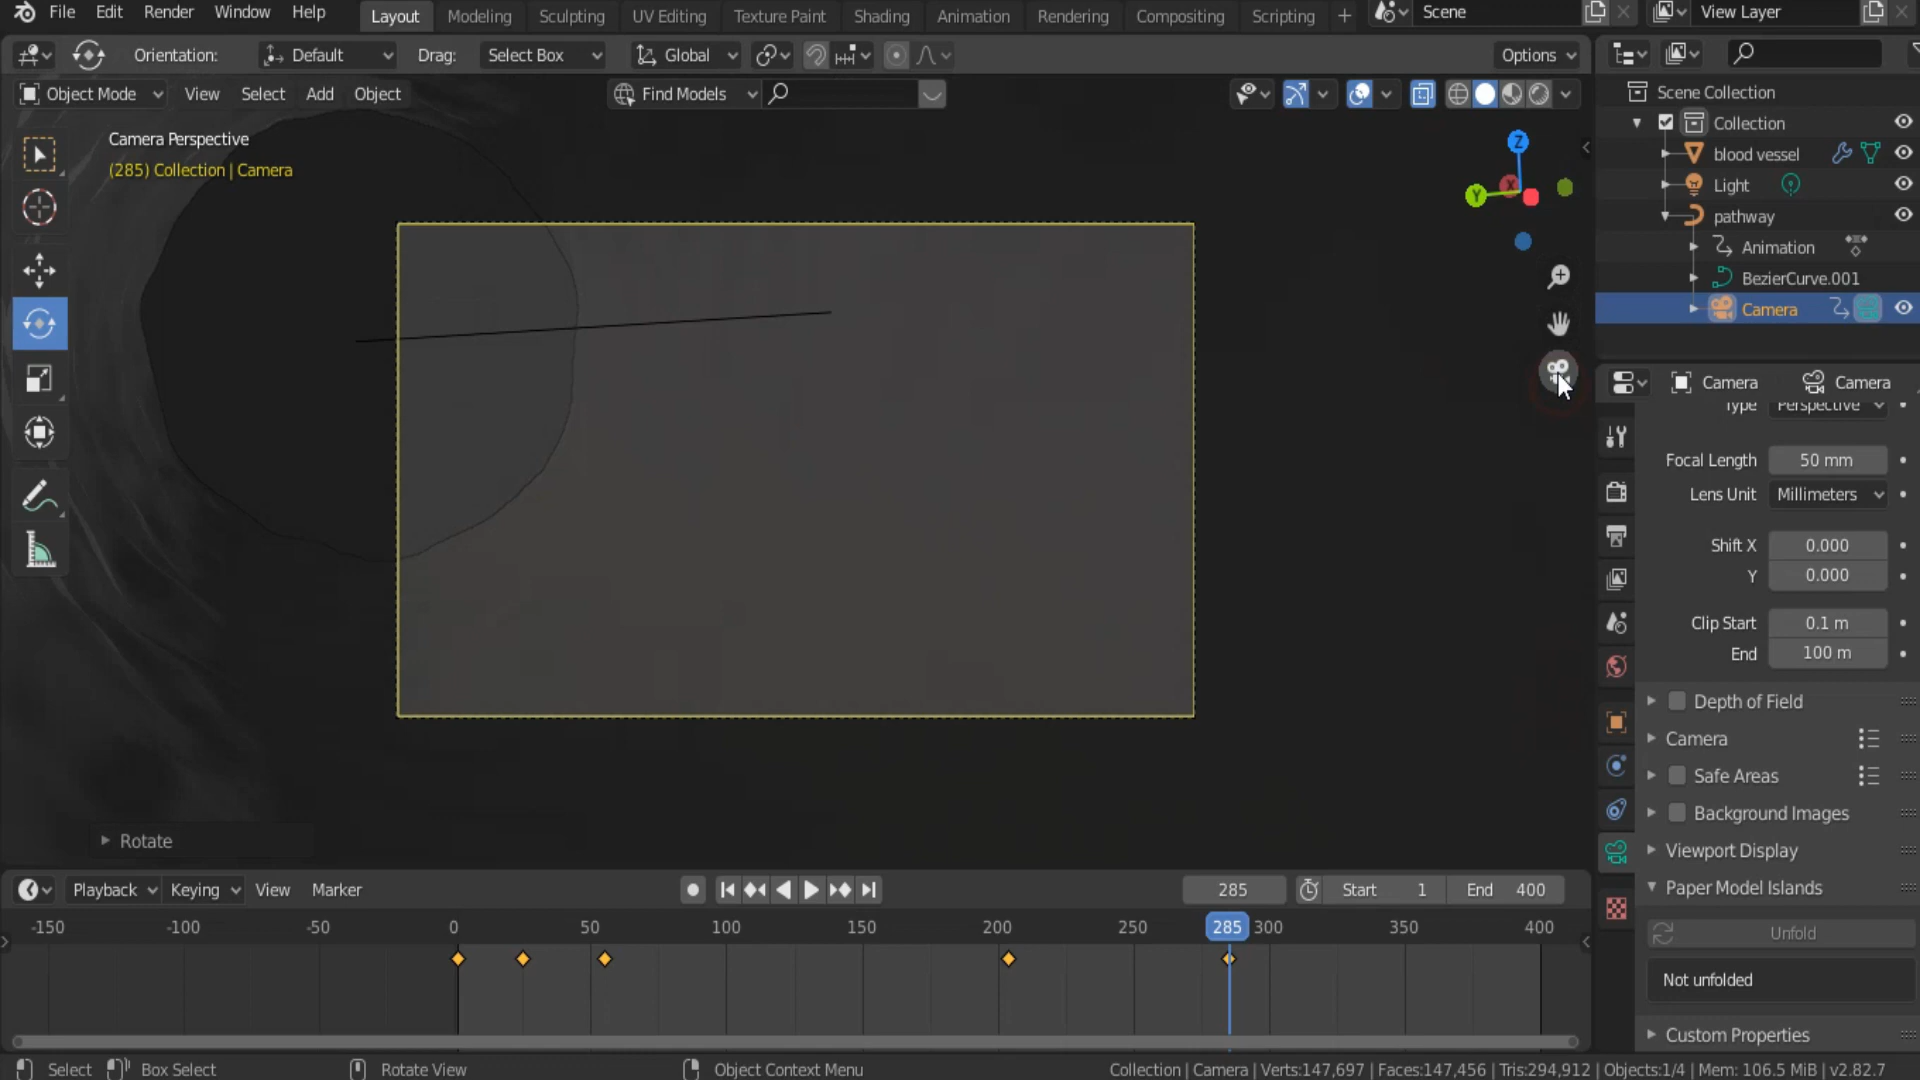 File Edit Render Window Help Layout Modeling Sculpting UV Editing Texture Paint Shading Animation Rendering Compositing Scripting + Scene View Layer
Orientation: Default Drag: Select Box Global Options
Object Mode View Select Add Object Find Models
Scene Collection
Collection
blood vessel
Light
pathway
Animation
BezierCurve.001
Camera
Camera Perspective
(285) Collection | Camera
Z
X
Y
Camera Camera
Type Perspective
Focal Length 50 mm
Lens Unit Millimeters
Shift X 0.000
Y 0.000
Clip Start 0.1 m
End 100 m
Depth of Field
Camera
Safe Areas
Background Images
Viewport Display
Paper Model Islands
Unfold
Not unfolded
Custom Properties
Rotate
Playback Keying View Marker 285 Start 1 End 400
-150 -100 -50 0 50 100 150 200 250 285 300 350 400
Select Box Select Rotate View Object Context Menu Collection | Camera | Verts:147,697 | Faces:147,456 | Tris:294,912 | Objects:1/4 | Mem: 106.5 MiB | v2.82.7